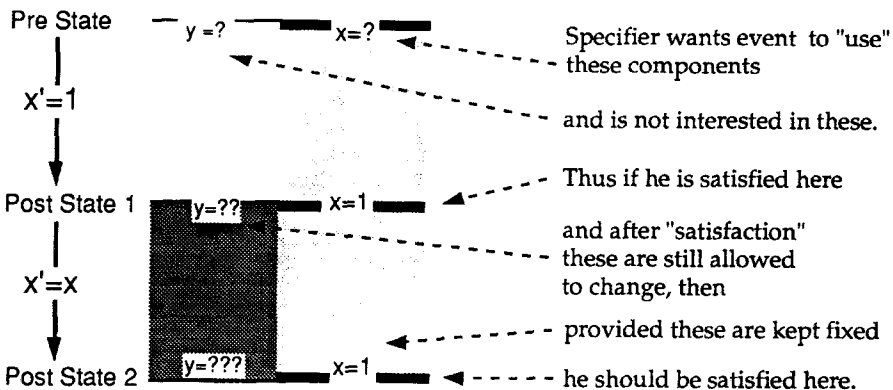 Pre State
y =?
x=?
Specifier wants event to "use"
these components
x'=1
and is not interested in these.
Post State 1
y=??
x=1
Thus if he is satisfied here
and after "satisfaction"
these are still allowed
to change, then
x'=x
provided these are kept fixed
Post State 2
y=???
x=1
he should be satisfied here.